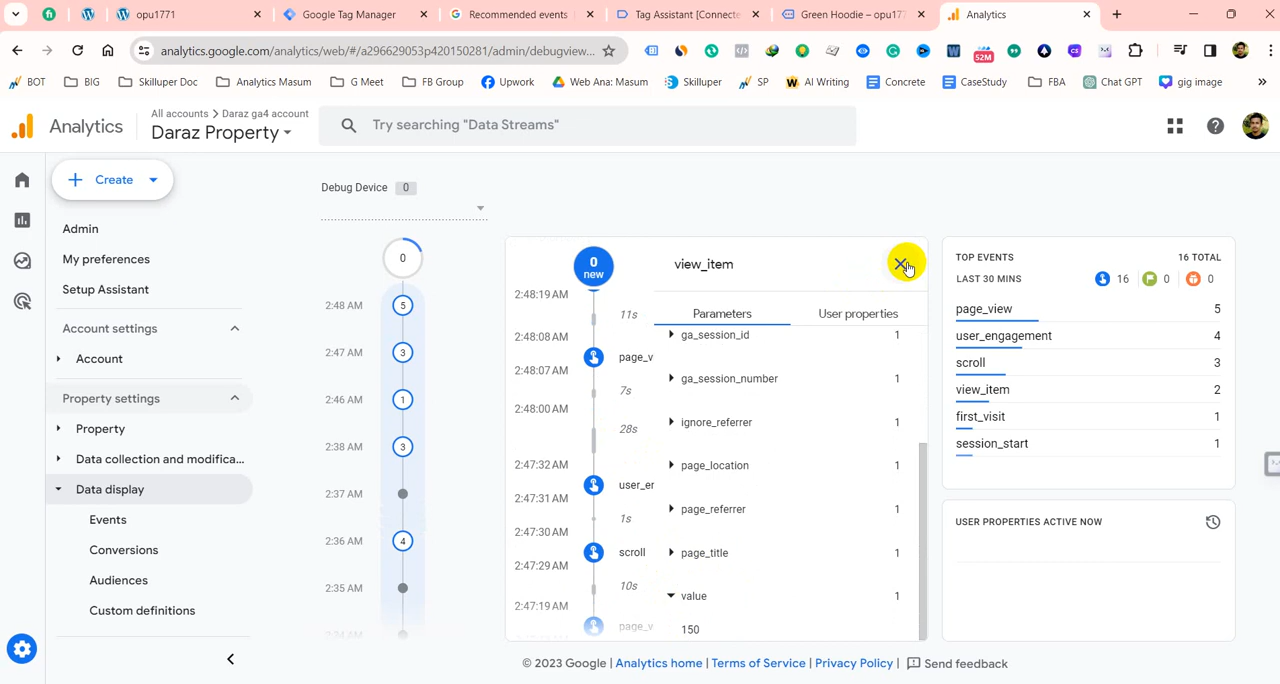 opu1771
Google Tag Manager
Recommended events
Tag Assistant [Connecte
Green Hoodie – opu177
Analytics
analytics.google.com/analytics/web/#/a296629053p420150281/admin/debugview...
52M
BOT
BIG
Skilluper Doc
Analytics Masum
G Meet
FB Group
Upwork
Web Ana: Masum
Skilluper
SP
AI Writing
Concrete
CaseStudy
FBA
Chat GPT
gig image
Analytics
All accounts > Daraz ga4 account
Daraz Property
Try searching "Data Streams"
Create
Admin
My preferences
Setup Assistant
Account settings
Account
Property settings
Property
Data collection and modifica...
Data display
Events
Conversions
Audiences
Custom definitions
Debug Device 0
0
2:48 AM 5
2:47 AM 3
2:46 AM 1
2:38 AM 3
2:37 AM
2:36 AM 4
2:35 AM
0
new
2:48:19 AM
11s
2:48:08 AM
page_v
2:48:07 AM
7s
2:48:00 AM
28s
2:47:32 AM
user_er
2:47:31 AM
1s
2:47:30 AM
scroll
2:47:29 AM
10s
2:47:19 AM
page_v
view_item
Parameters User properties
ga_session_id 1
ga_session_number 1
ignore_referrer 1
page_location 1
page_referrer 1
page_title 1
value 1
150
TOP EVENTS 16 TOTAL
LAST 30 MINS 16 0 0
page_view 5
user_engagement 4
scroll 3
view_item 2
first_visit 1
session_start 1
USER PROPERTIES ACTIVE NOW
© 2023 Google | Analytics home | Terms of Service | Privacy Policy | Send feedback